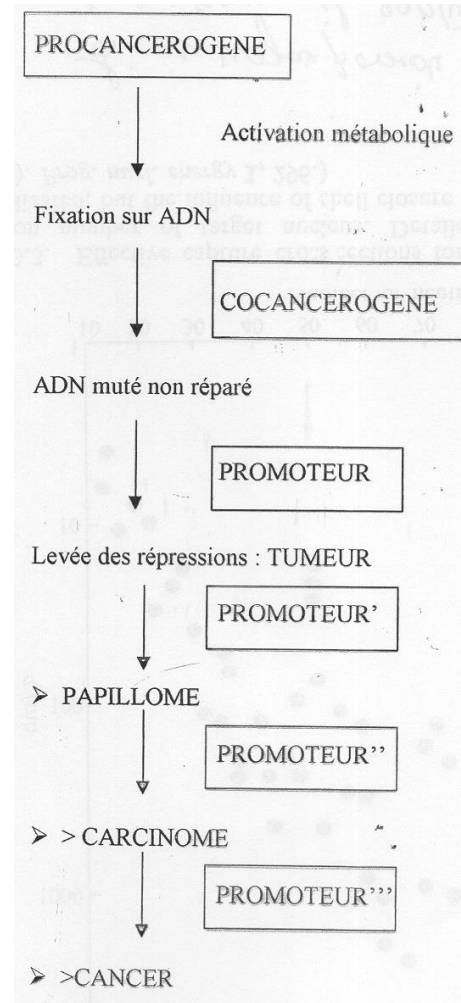 PROCANCEROGENE
Activation métabolique
Fixation sur ADN
COCANCEROGENE
ADN muté non réparé
PROMOTEUR
Levée des répressions : TUMEUR
PROMOTEUR'
➢ PAPILLOME
PROMOTEUR''
➢ > CARCINOME
PROMOTEUR'''
➢ >CANCER